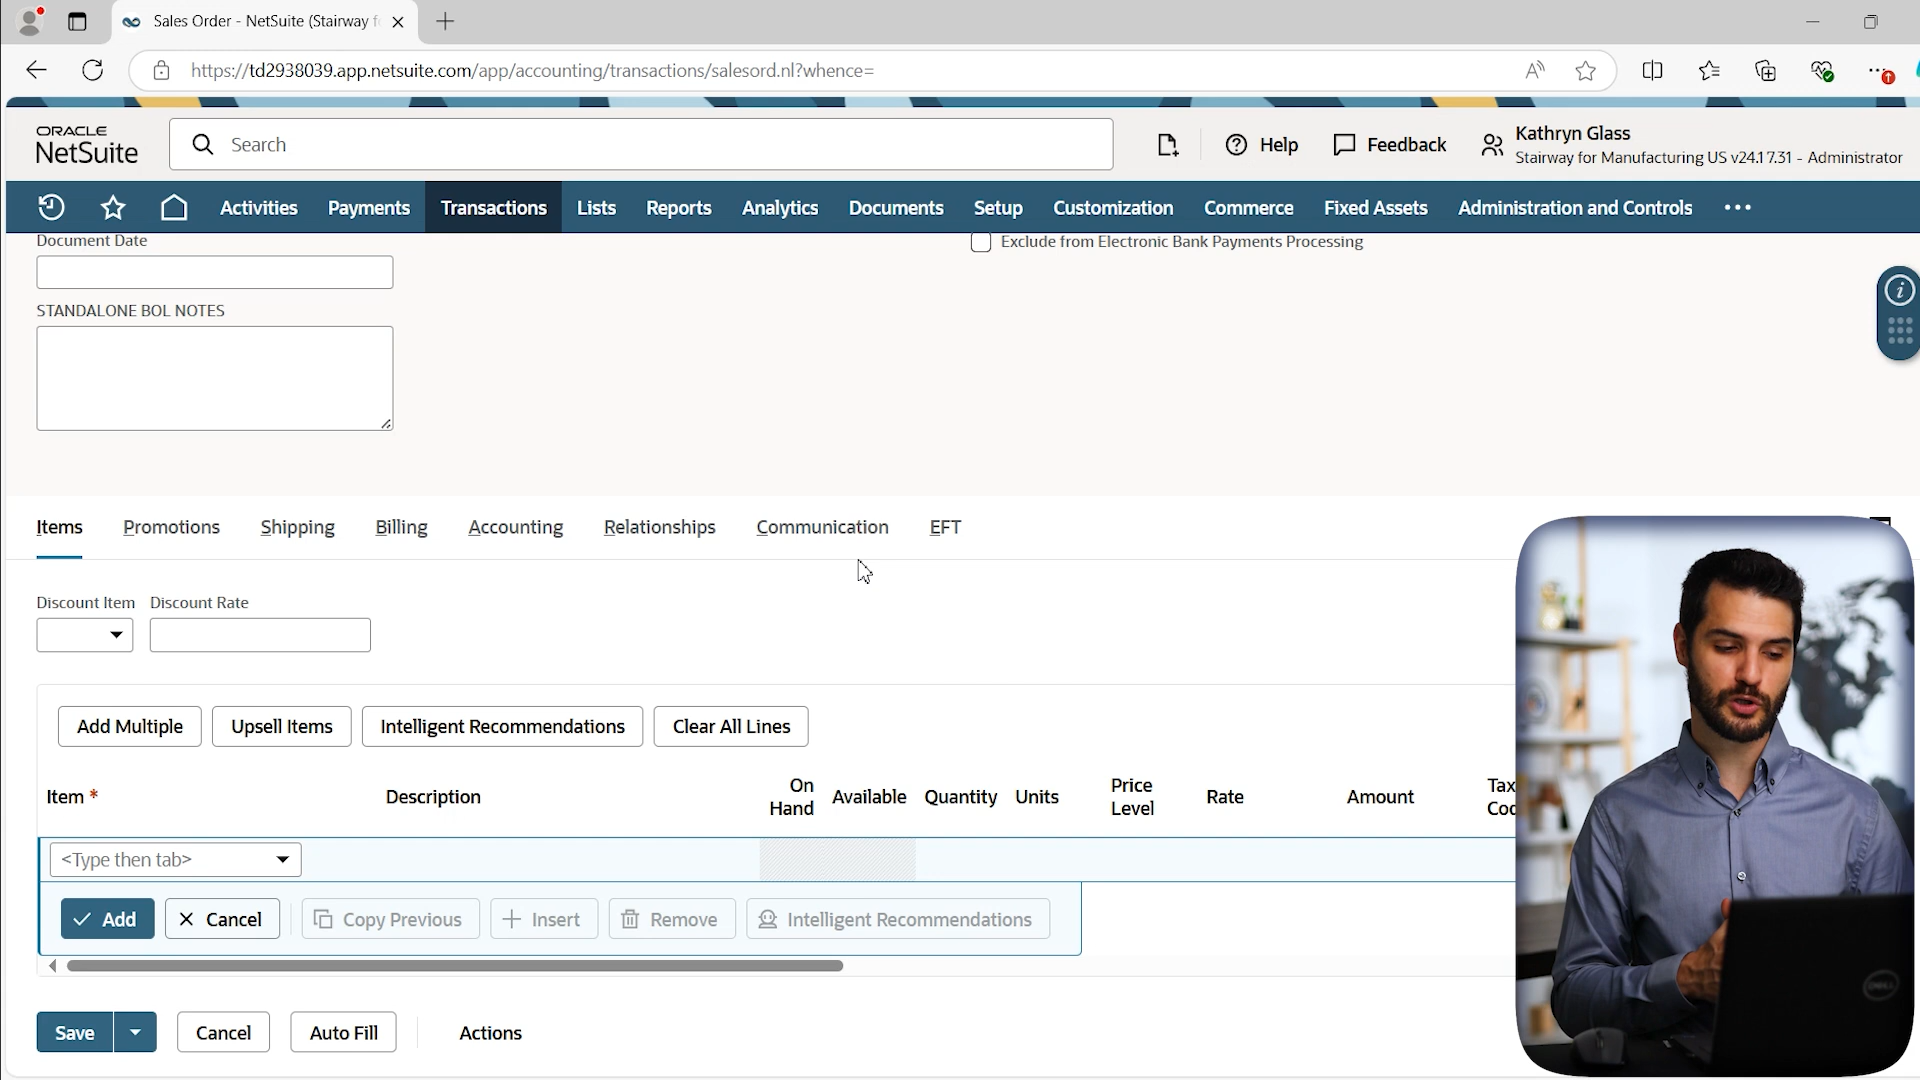 Sales Order - NetSuite (Stairway f
https://td2938039.app.netsuite.com/app/accounting/transactions/salesord.nl?whence=
ORACLE
NetSuite
Search
Help
Feedback
Kathryn Glass
Stairway for Manufacturing US v24.1 7.31 - Administrator
Activities
Payments
Transactions
Lists
Reports
Analytics
Documents
Setup
Customization
Commerce
Fixed Assets
Administration and Controls
Document Date
Exclude from Electronic Bank Payments Processing
STANDALONE BOL NOTES
Items
Promotions
Shipping
Billing
Accounting
Relationships
Communication
EFT
Discount Item
Discount Rate
Add Multiple
Upsell Items
Intelligent Recommendations
Clear All Lines
Item *
Description
On
Hand
Available
Quantity
Units
Price
Level
Rate
Amount
Tax
Coc
<Type then tab>
Add
Cancel
Copy Previous
Insert
Remove
Intelligent Recommendations
Save
Cancel
Auto Fill
Actions
DELL